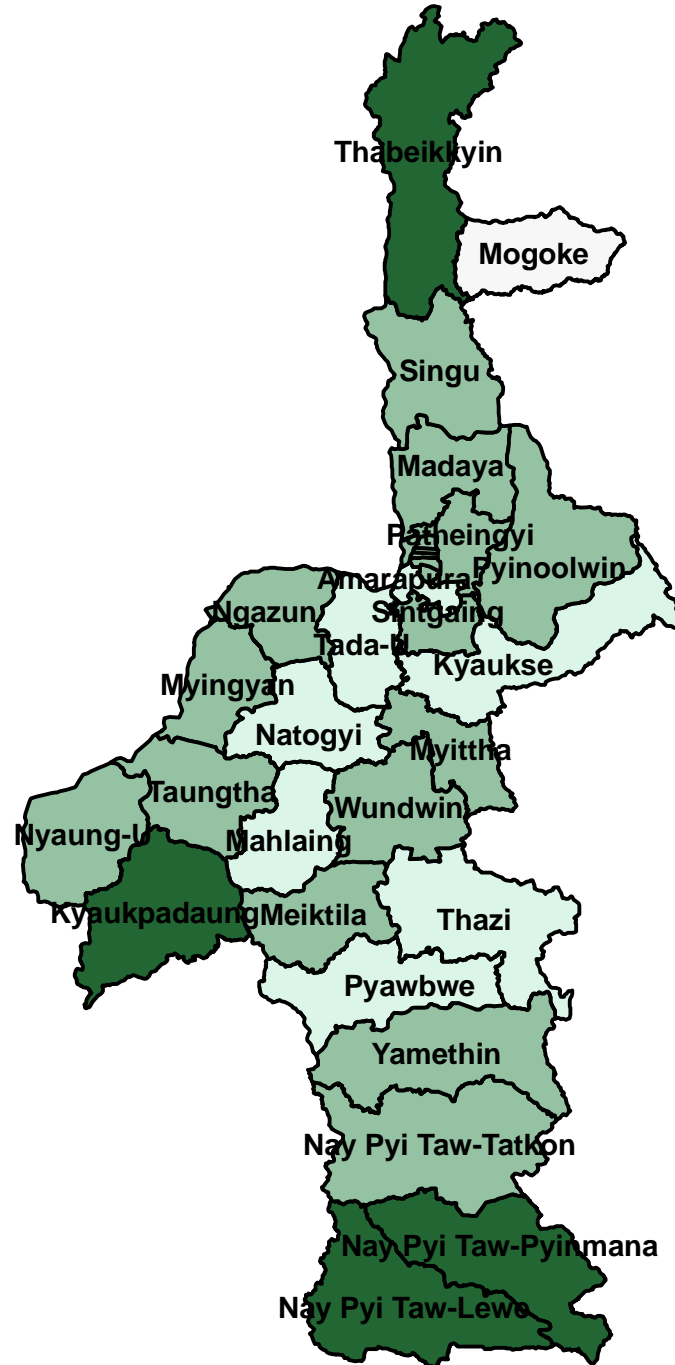 Thabeikkyin
Mogoke
Singu
Madaya
Patheingyi
Pyinoolwin
Amarapura
Ngazun
Sintgaing
Tada-U
Kyaukse
Myingyan
Natogyi
Myittha
Taungtha
Wundwin
Nyaung-U
Mahlaing
Kyaukpadaung
Meiktila
Thazi
Pyawbwe
Yamethin
Nay Pyi Taw-Tatkon
Nay Pyi Taw-Pyinmana
Nay Pyi Taw-Lewe